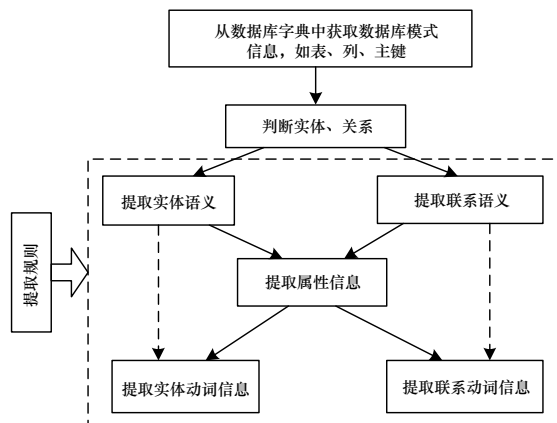 从数据库字典中获取数据库模式
信息，如表、列、主键
判断实体、关系
提取实体语义
提取联系语义
提取规则
提取属性信息
提取实体动词信息
提取联系动词信息